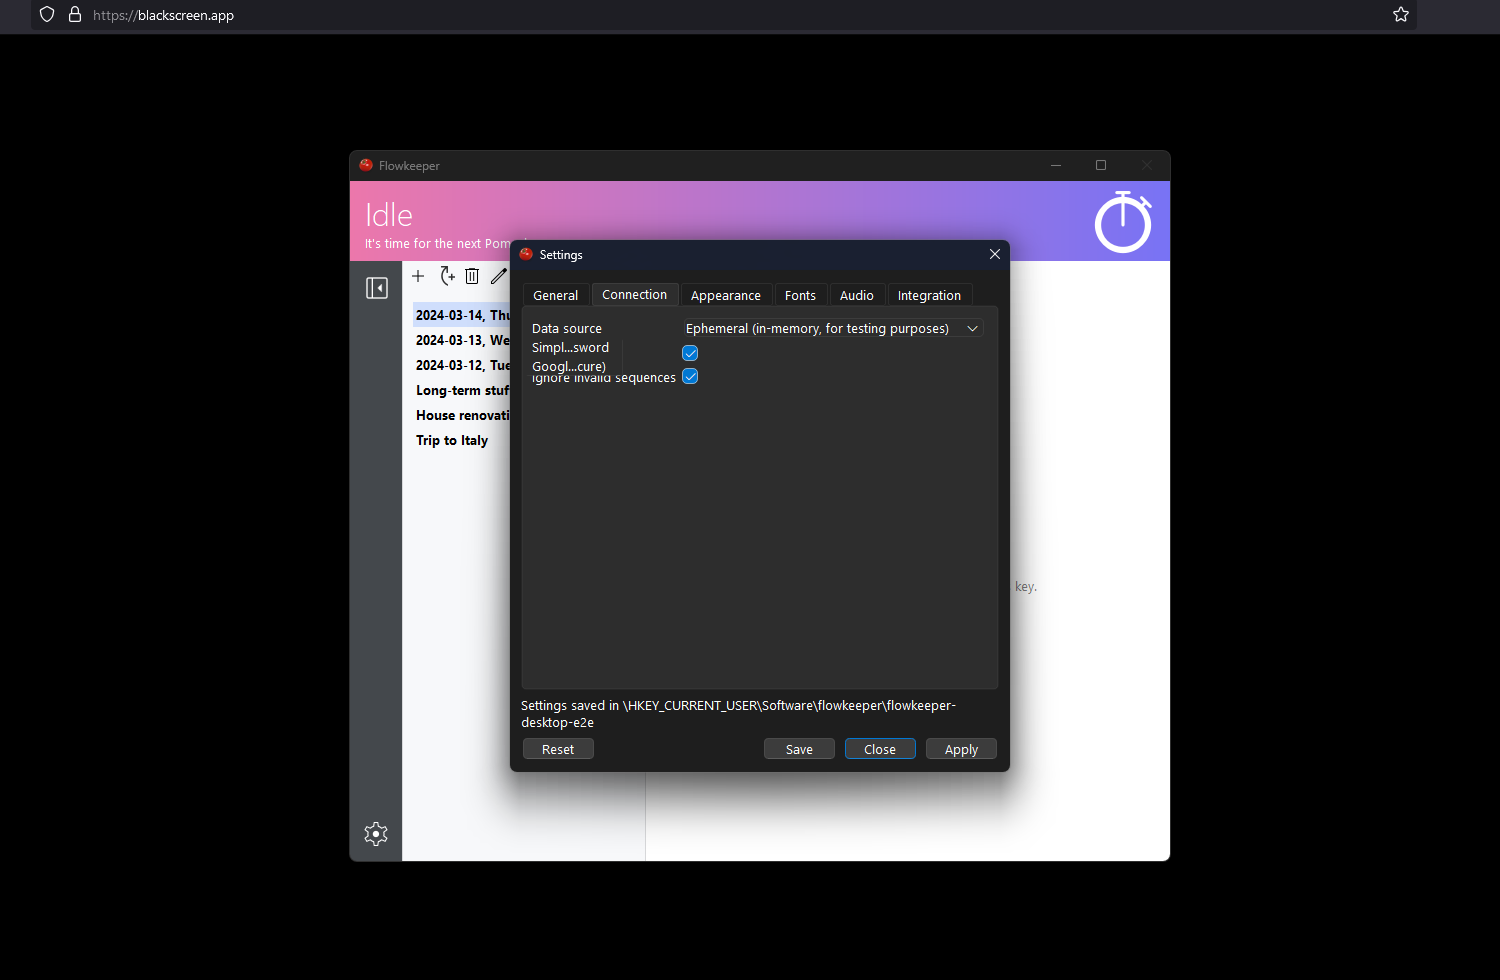 https://blackscreen.app
Flowkeeper
Idle
It's time for the next Pom
Settings
General Connection Appearance Fonts Audio Integration
2024-03-14, Thu
2024-03-13, We
2024-03-12, Tue
Long-term stuf
House renovati
Trip to Italy
Data source Ephemeral (in-memory, for testing purposes)
Simpl...sword
Googl...cure)
Ignore invalid sequences
key.
Settings saved in \HKEY_CURRENT_USER\Software\flowkeeper\flowkeeper-
desktop-e2e
Reset Save Close Apply